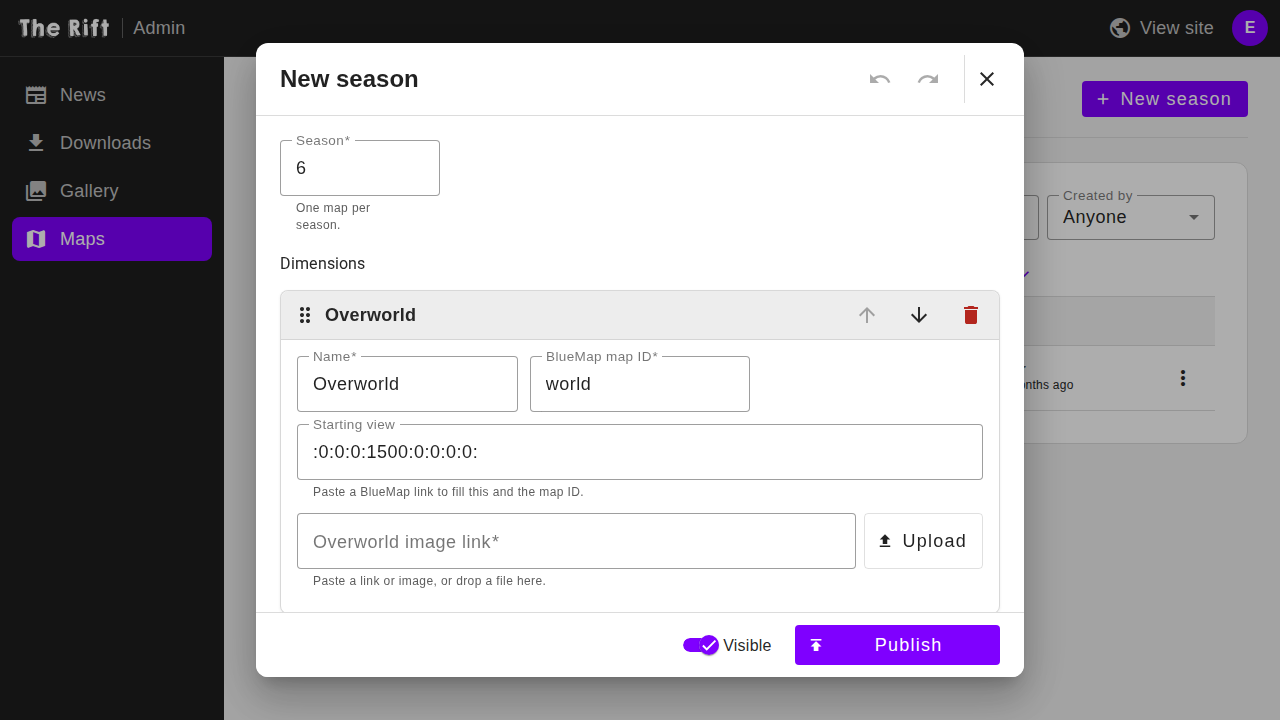 The Rift
Admin
View site
E
News
Downloads
Gallery
Maps
New season
+ New season
Created by
Anyone
Season*
6
One map per
season.
Dimensions
Overworld
Name*
Overworld
BlueMap map ID*
world
Starting view
:0:0:0:1500:0:0:0:0:
Paste a BlueMap link to fill this and the map ID.
Overworld image link*
Upload
Paste a link or image, or drop a file here.
Visible
Publish
ago